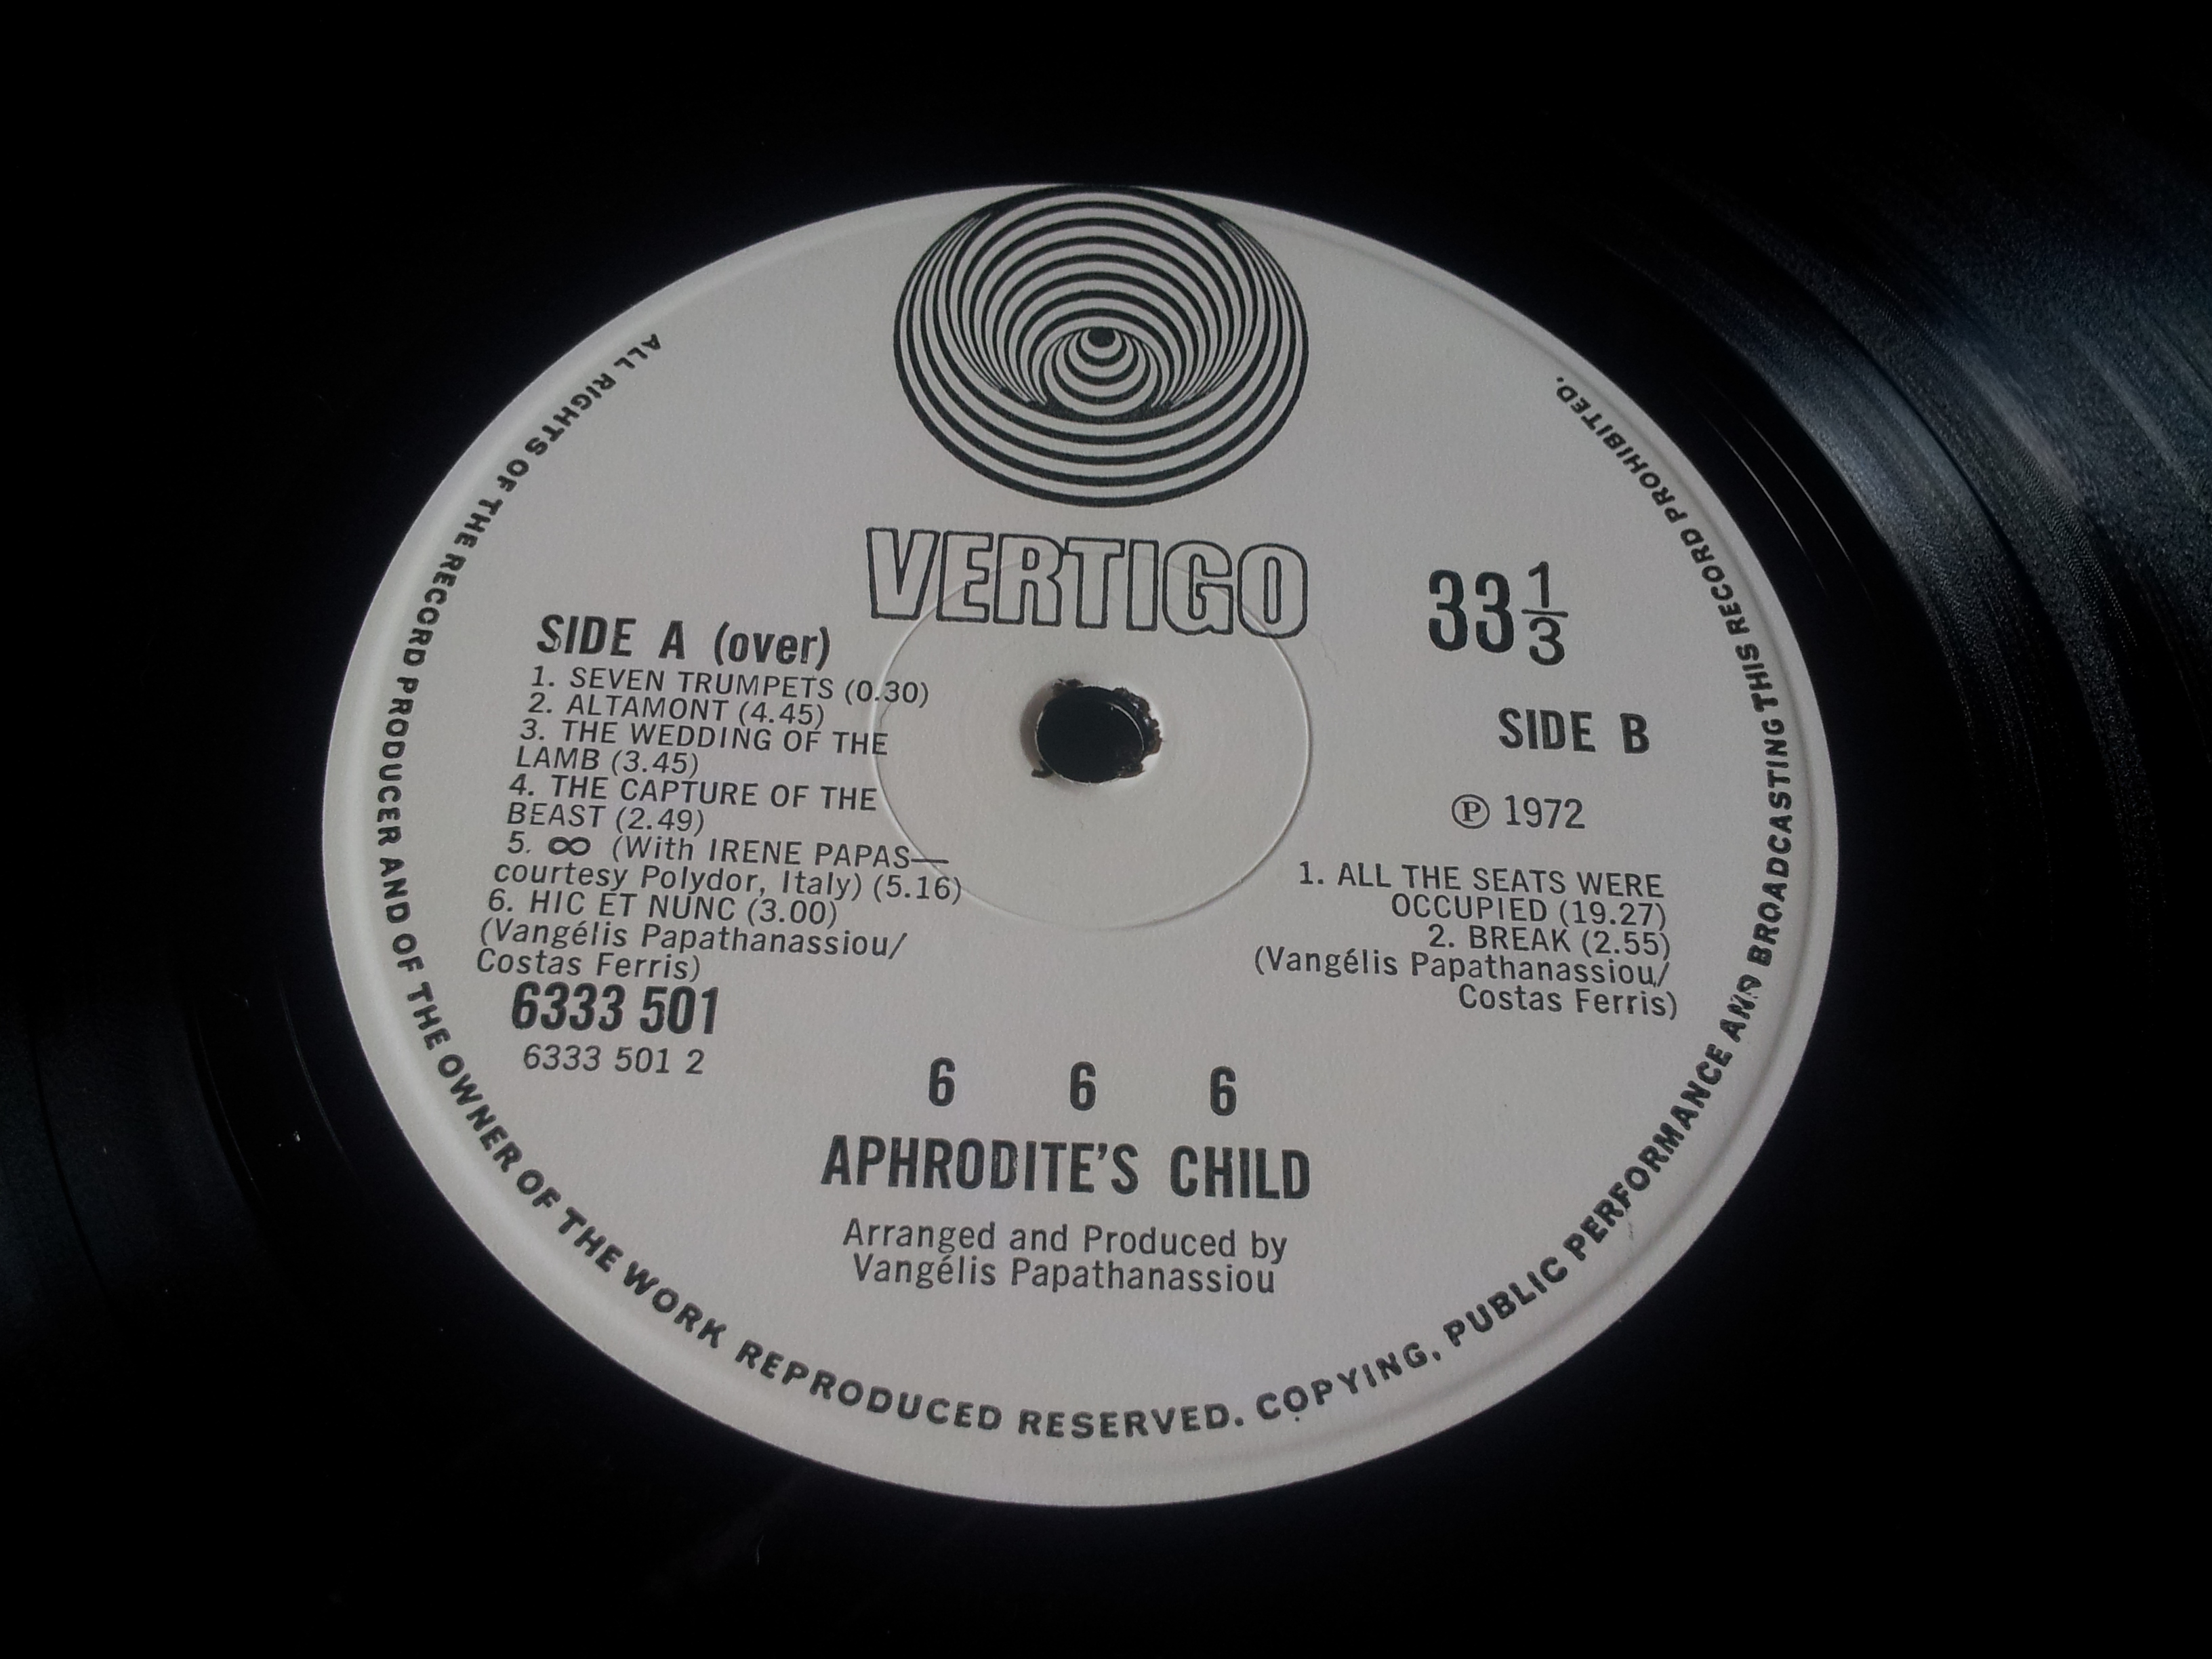 VERTIGO
33 1/3
SIDE A (over)
1. SEVEN TRUMPETS (0.30)
2. ALTAMONT (4.45)
3. THE WEDDING OF THE
LAMB (3.45)
4. THE CAPTURE OF THE
BEAST (2.49)
5. ∞ (With IRENE PAPAS—
courtesy Polydor, Italy) (5.16)
6. HIC ET NUNC (3.00)
(Vangélis Papathanassiou/
Costas Ferris)
6333 501
6333 501 2
SIDE B
Ⓟ 1972
1. ALL THE SEATS WERE
OCCUPIED (19.27)
2. BREAK (2.55)
(Vangélis Papathanassiou/
Costas Ferris)
6 6 6
APHRODITE'S CHILD
Arranged and Produced by
Vangélis Papathanassiou
ALL RIGHTS OF THE RECORD PRODUCER AND OF THE OWNER OF THE WORK REPRODUCED RESERVED. COPYING, PUBLIC PERFORMANCE AND BROADCASTING THIS RECORD PROHIBITED.